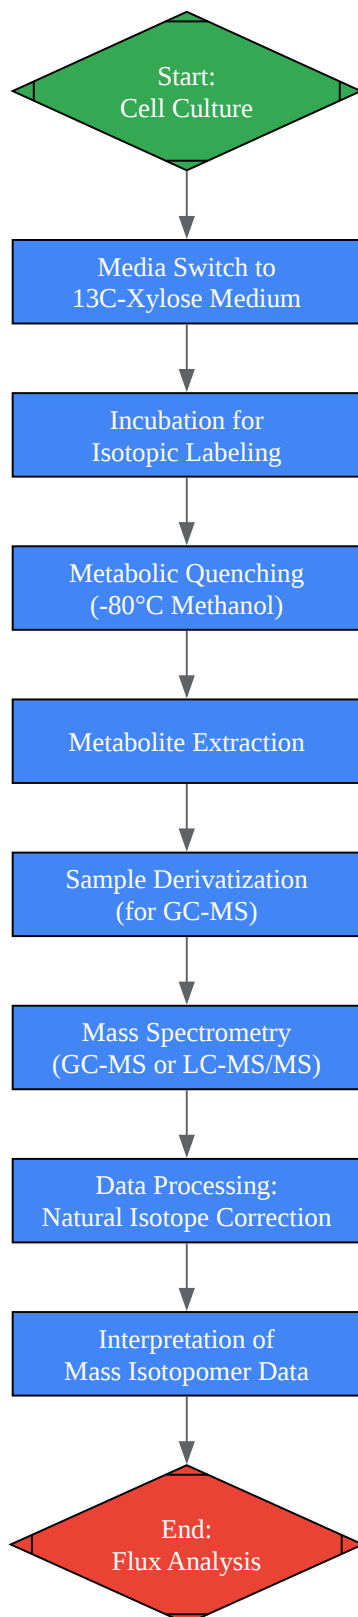 Start:
Cell Culture
Media Switch to
13C-Xylose Medium
Incubation for
Isotopic Labeling
Metabolic Quenching
(-80°C Methanol)
Metabolite Extraction
Sample Derivatization
(for GC-MS)
Mass Spectrometry
(GC-MS or LC-MS/MS)
Data Processing:
Natural Isotope Correction
Interpretation of
Mass Isotopomer Data
End:
Flux Analysis